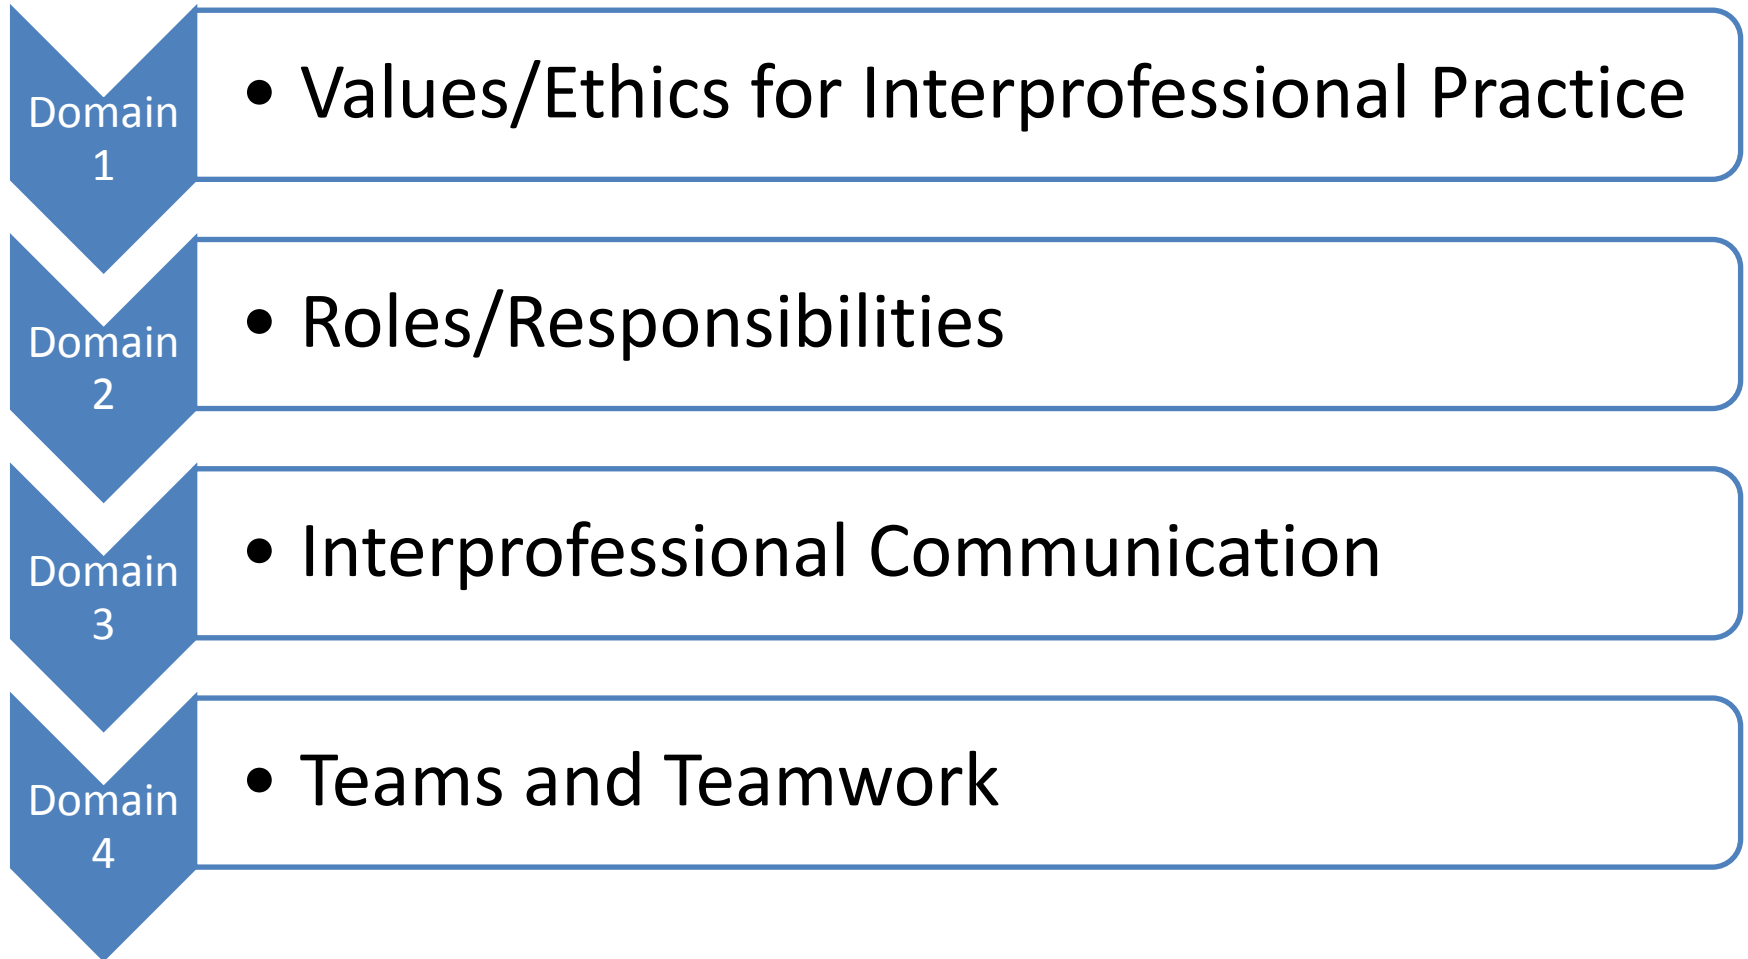 Domain
1
• Values/Ethics for Interprofessional Practice
Domain
2
• Roles/Responsibilities
Domain
3
• Interprofessional Communication
Domain
4
• Teams and Teamwork